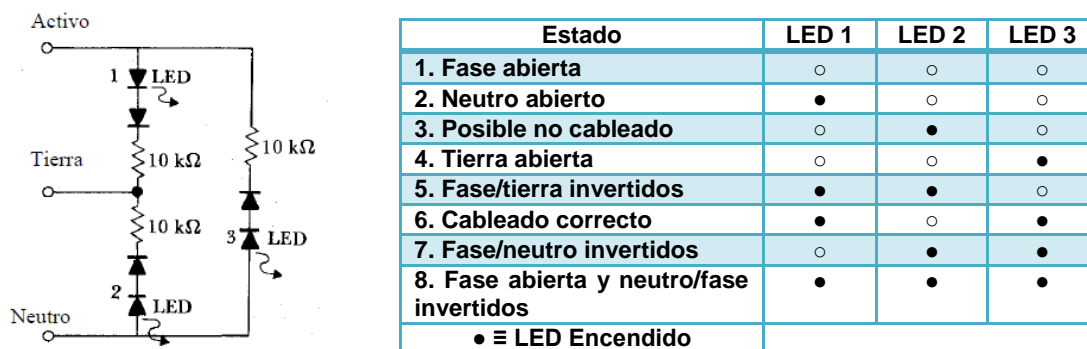 Activo
1 LED
10 kΩ
10 kΩ
Tierra
10 kΩ
3 LED
2 LED
Neutro
Estado LED 1 LED 2 LED 3
1. Fase abierta ○ ○ ○
2. Neutro abierto ● ○ ○
3. Posible no cableado ○ ● ○
4. Tierra abierta ○ ○ ●
5. Fase/tierra invertidos ● ● ○
6. Cableado correcto ● ○ ●
7. Fase/neutro invertidos ○ ● ●
8. Fase abierta y neutro/fase ● ● ●
invertidos
● ≡ LED Encendido